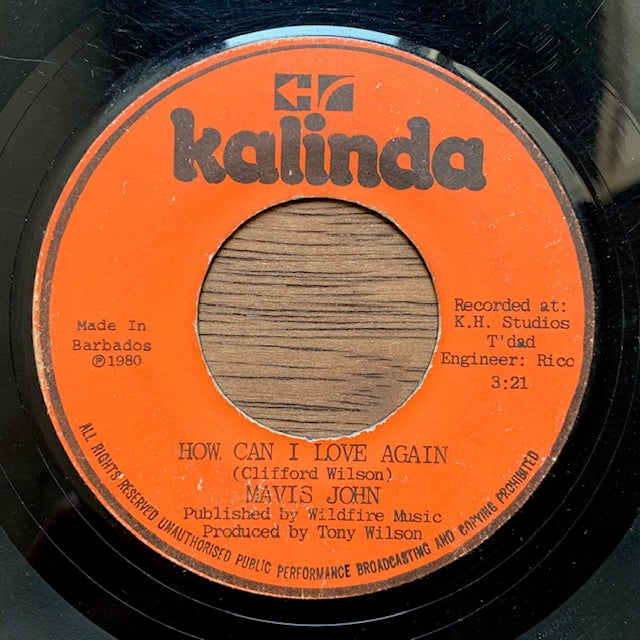 kalinda
Made In
Barbados
℗1980
Recorded at:
K.H. Studios
T'dad
Engineer: Rico
3:21
HOW CAN I LOVE AGAIN
(Clifford Wilson)
MAVIS JOHN
Published by Wildfire Music
Produced by Tony Wilson
ALL RIGHTS RESERVED UNAUTHORISED PUBLIC PERFORMANCE BROADCASTING AND COPYING PROHIBITED